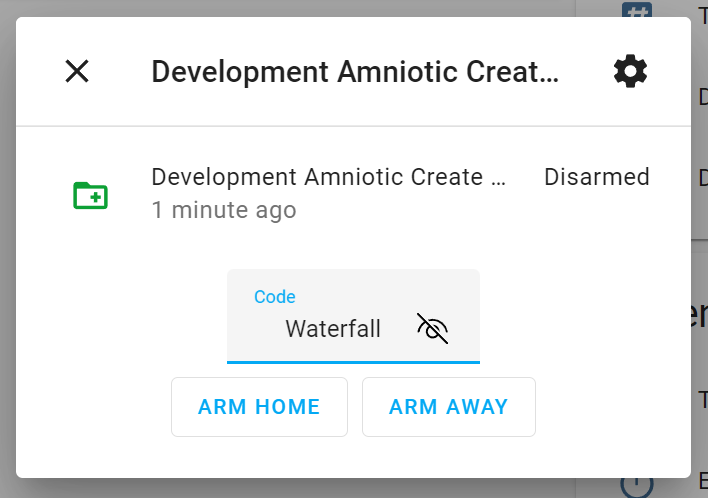 Development Amniotic Creat…
Development Amniotic Create …
Disarmed
1 minute ago
Code
Waterfall
ARM HOME
ARM AWAY